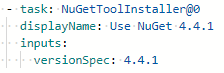 - task: NuGetToolInstaller@0
displayName: Use NuGet 4.4.1
inputs:
versionSpec: 4.4.1